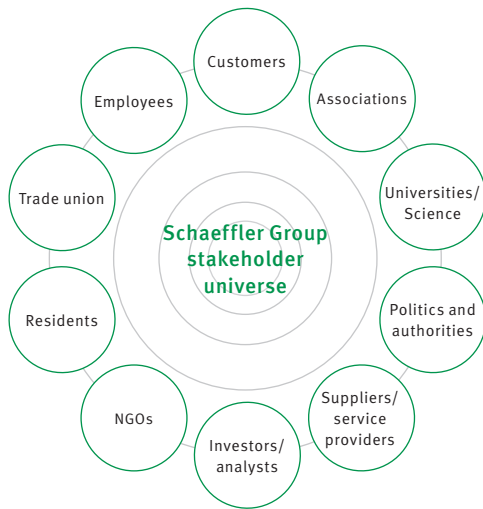 Customers
Associations
Universities/
Science
Politics and
authorities
Suppliers/
service
providers
Investors/
analysts
NGOs
Residents
Trade union
Employees
Schaeffler Group
stakeholder
universe